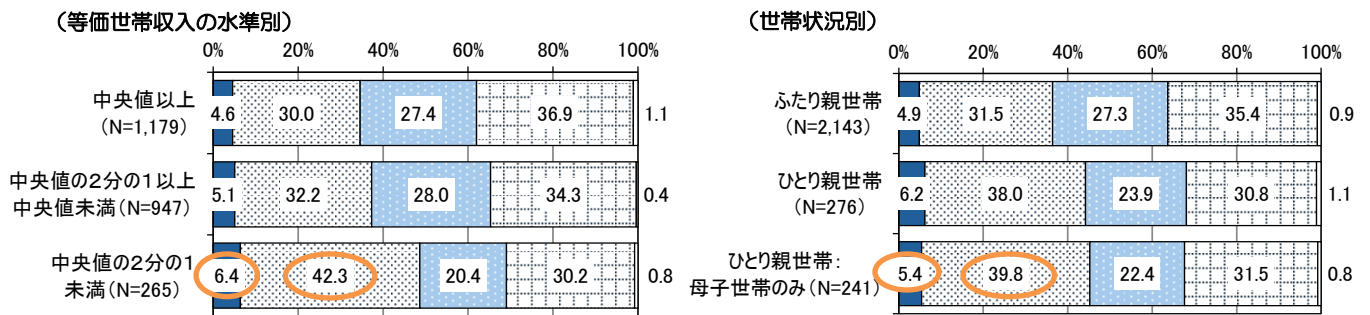 （等価世帯収入の水準別）
0% 20% 40% 60% 80% 100%
中央値以上
(N=1,179)
4.6 30.0 27.4 36.9 1.1
中央値の2分の1以上
中央値未満(N=947)
5.1 32.2 28.0 34.3 0.4
中央値の2分の1
未満(N=265)
6.4 42.3 20.4 30.2 0.8
（世帯状況別）
0% 20% 40% 60% 80% 100%
ふたり親世帯
(N=2,143)
4.9 31.5 27.3 35.4 0.9
ひとり親世帯
(N=276)
6.2 38.0 23.9 30.8 1.1
ひとり親世帯：
母子世帯のみ(N=241)
5.4 39.8 22.4 31.5 0.8